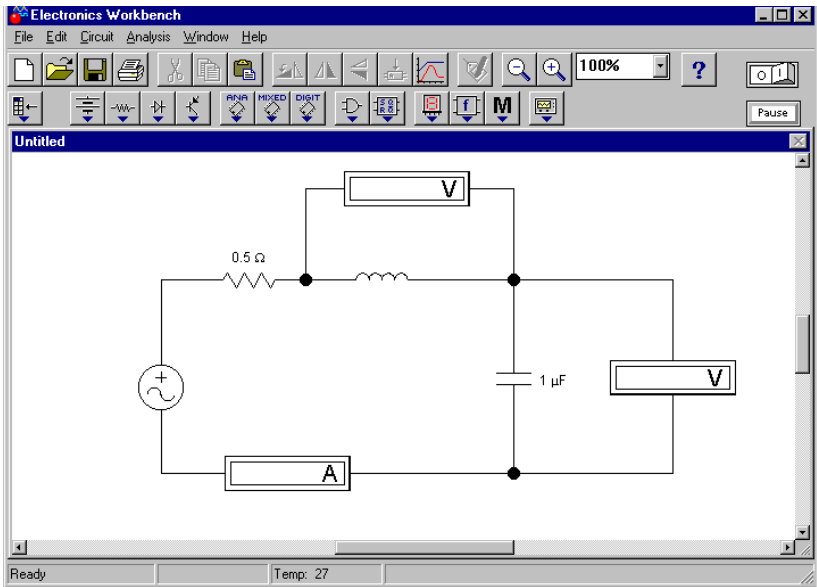 Electronics Workbench
File Edit Circuit Analysis Window Help
100%
?
ANA MIXED DIGIT
f M
Pause
Untitled
V
0.5 Ω
1 µF
V
A
Ready Temp: 27